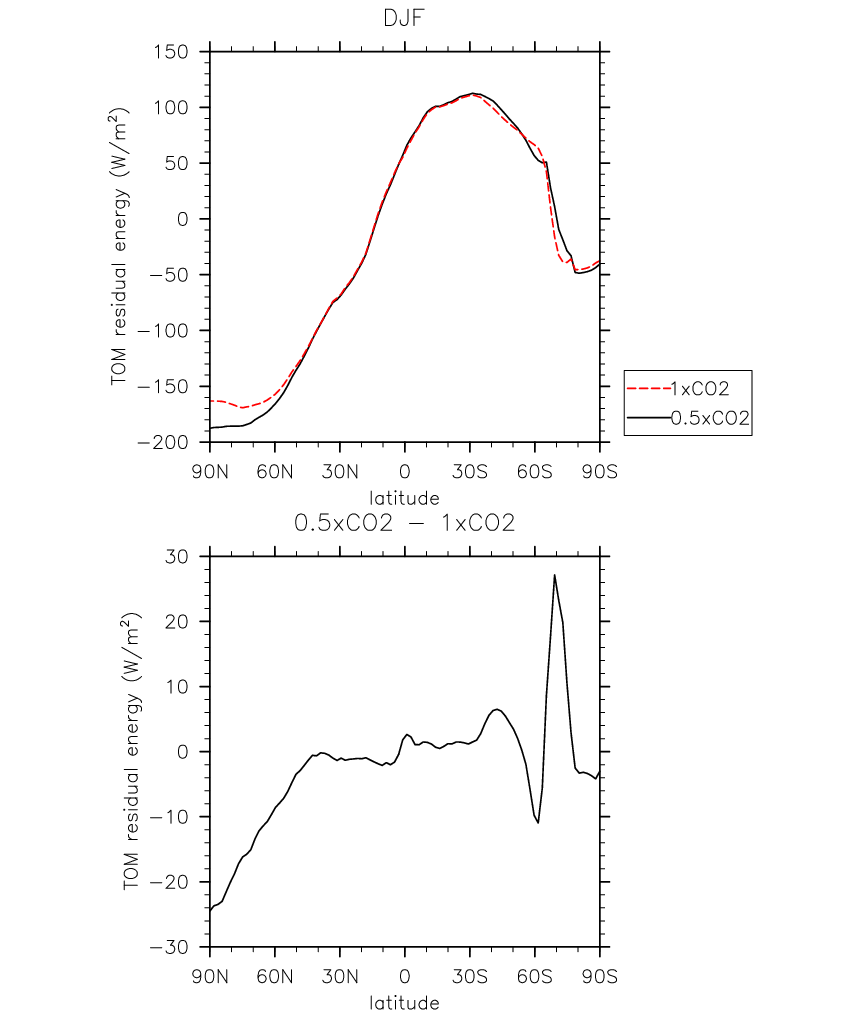 DJF
TOM residual energy (W/m²)
150
100
50
0
−50
−100
−150
−200
90N 60N 30N 0 30S 60S 90S
latitude
1xCO2
0.5xCO2
0.5xCO2 − 1xCO2
TOM residual energy (W/m²)
30
20
10
0
−10
−20
−30
90N 60N 30N 0 30S 60S 90S
latitude